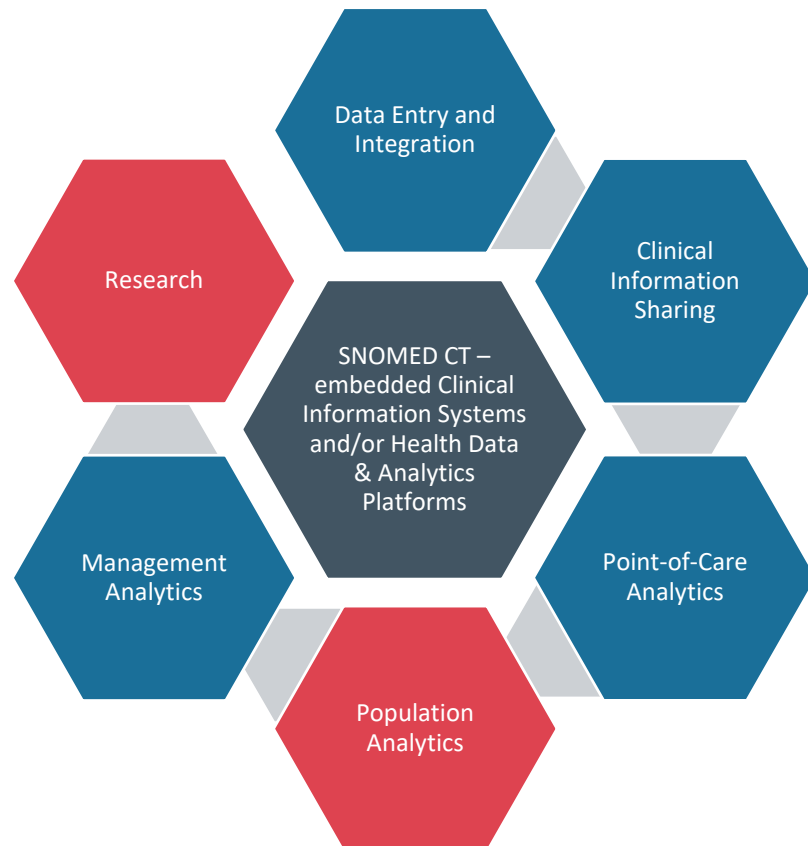 Data Entry and
Integration
Clinical
Information
Sharing
Research
SNOMED CT –
embedded Clinical
Information Systems
and/or Health Data
& Analytics
Platforms
Management
Analytics
Point-of-Care
Analytics
Population
Analytics